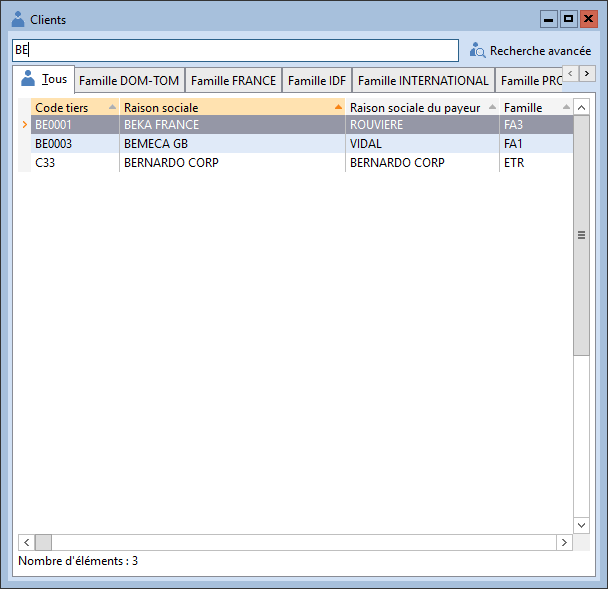 Clients
BE
Recherche avancée
Tous Famille DOM-TOM Famille FRANCE Famille IDF Famille INTERNATIONAL Famille PRO
Code tiers Raison sociale Raison sociale du payeur Famille
BE0001 BEKA FRANCE ROUVIERE FA3
BE0003 BEMECA GB VIDAL FA1
C33 BERNARDO CORP BERNARDO CORP ETR
Nombre d'éléments : 3